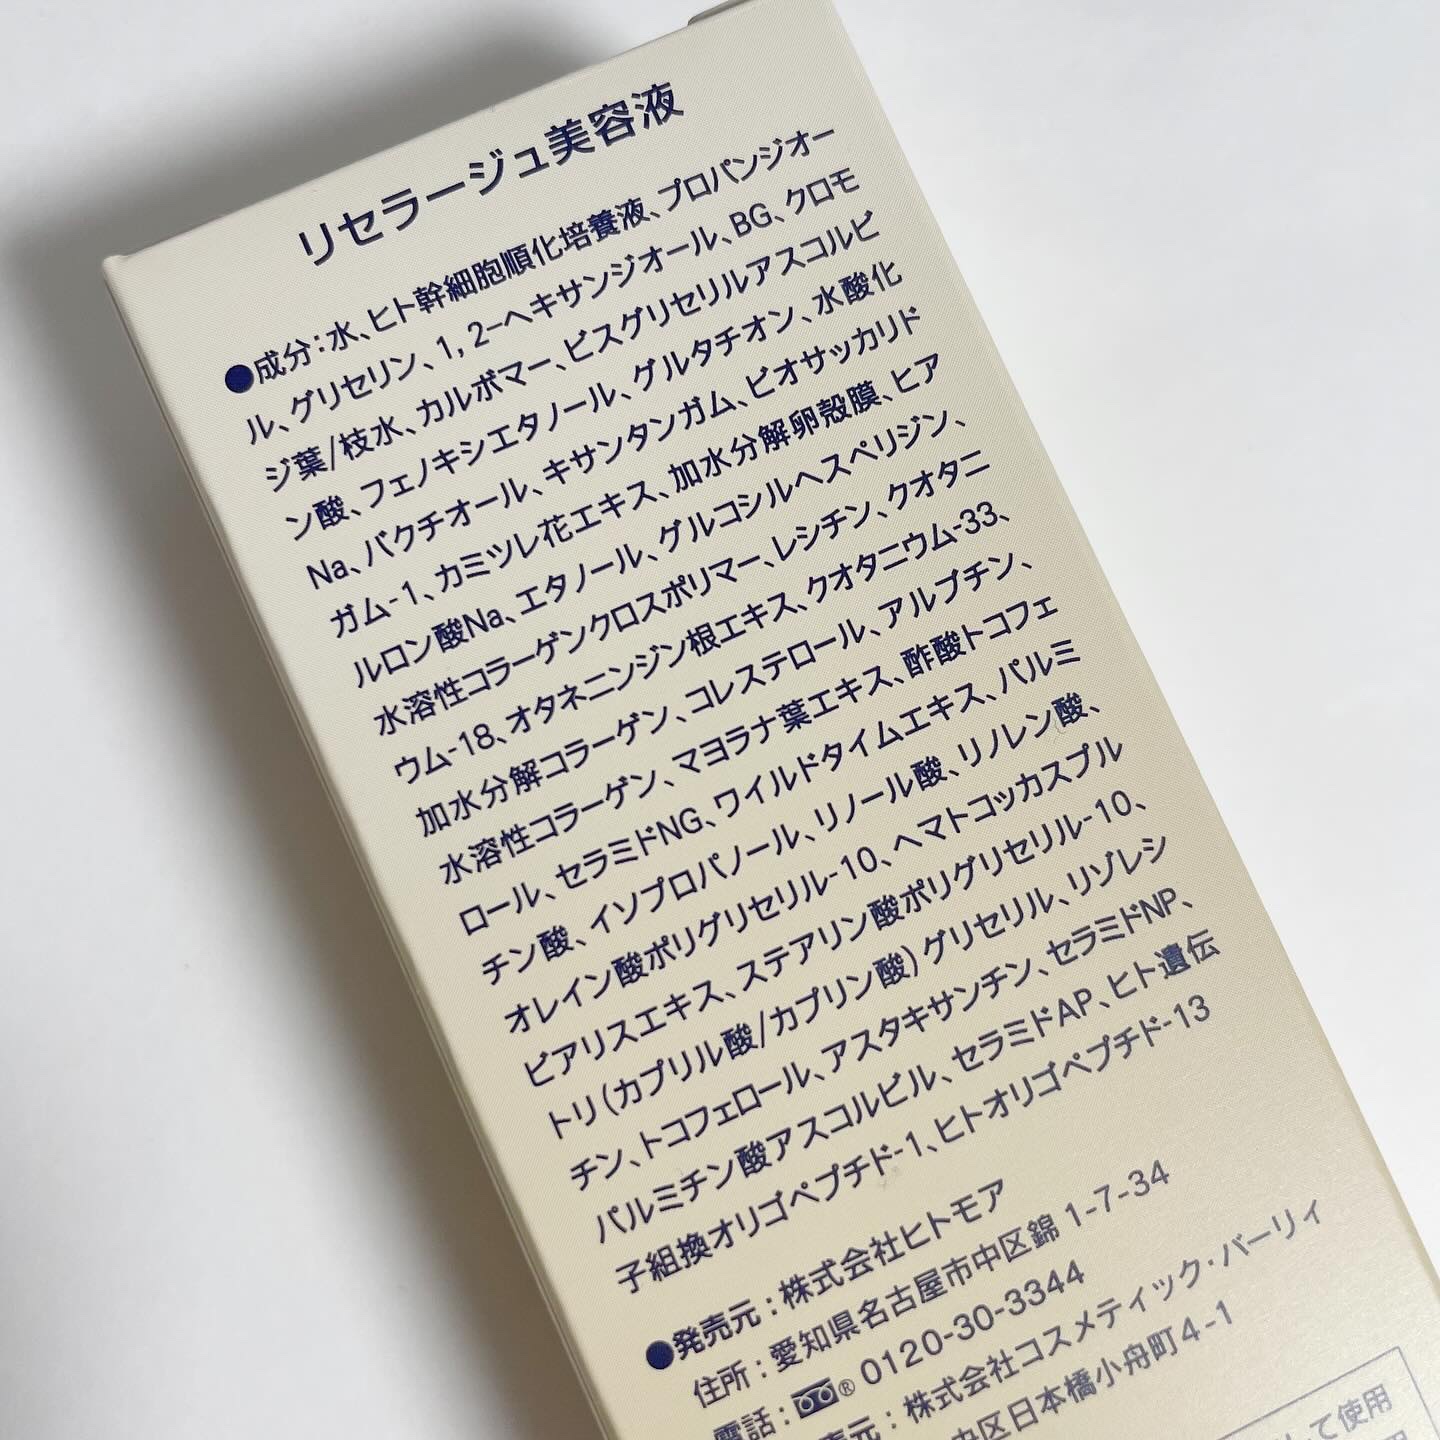 リセラージュ美容液
●成分：水、ヒト幹細胞順化培養液、プロパンジオー
ル、グリセリン、1,2-ヘキサンジオール、BG、クロモ
ジ葉/枝水、カルボマー、ビスグリセリルアスコルビ
ン酸、フェノキシエタノール、グルタチオン、水酸化
Na、バクチオール、キサンタンガム、ビオサッカリド
ガム-1、カミツレ花エキス、加水分解卵殻膜、ヒア
ルロン酸Na、エタノール、グルコシルヘスペリジン、
水溶性コラーゲンクロスポリマー、レシチン、クオタニ
ウム-18、オタネニンジン根エキス、クオタニウム-33、
加水分解コラーゲン、コレステロール、アルブチン、
水溶性コラーゲン、マヨラナ葉エキス、酢酸トコフェ
ロール、セラミドNG、ワイルドタイムエキス、パルミ
チン酸、イソプロパノール、リノール酸、リノレン酸、
オレイン酸ポリグリセリル-10、ヘマトコッカスプル
ビアリスエキス、ステアリン酸ポリグリセリル-10、
トリ（カプリル酸/カプリン酸）グリセリル、リゾレシ
チン、トコフェロール、アスタキサンチン、セラミドNP、
パルミチン酸アスコルビル、セラミドAP、ヒト遺伝
子組換オリゴペプチド-1、ヒトオリゴペプチド-13
●発売元：株式会社ヒトモア
住所：愛知県名古屋市中区錦 1-7-34
電話：® 0120-30-3344
売元：株式会社コスメティック・バーリィ
中央区日本橋小舟町4-1
して使用